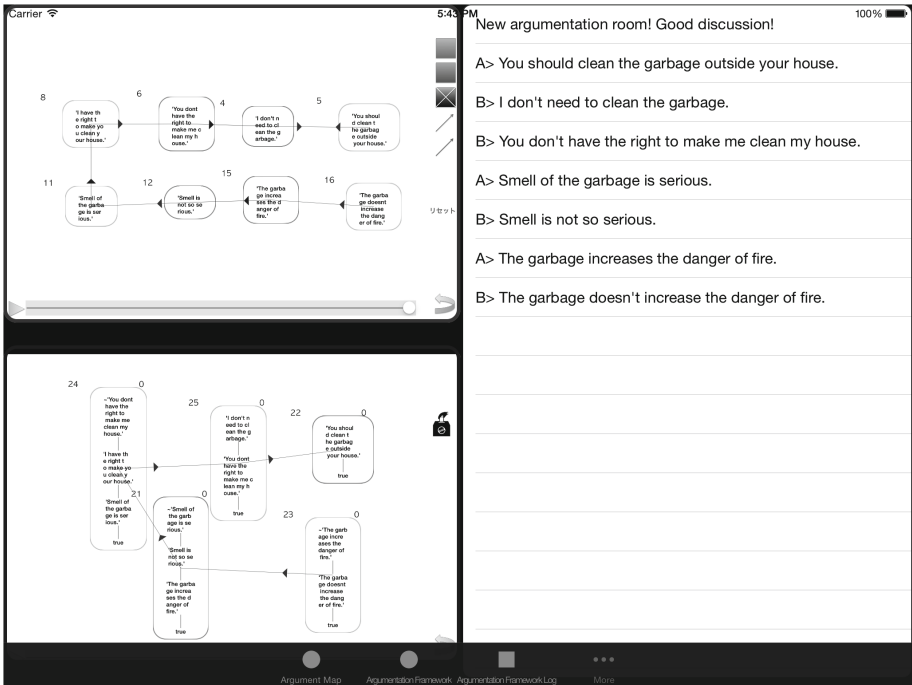 Carrier
5:43 PM
100%
8
6
4
5
'I have th
e right t
o make yo
u clean y
our house.'
'You dont
have the
right to
make me c
lean my h
ouse.'
'I don't n
eed to cl
ean the g
arbage.'
'You shoul
d clean t
he garbag
e outside
your house.'
11
12
15
16
'Smell of
the garba
ge is ser
ious.'
'Smell is
not so se
rious.'
'The garba
ge increa
ses the d
anger of
fire.'
'The garba
ge doesnt
increase
the dang
er of fire.'
リセット
24
0
~'You dont
have the
right to
make me
clean my
house.'
'I have th
e right t
o make yo
u clean y
our house.'
'Smell of
the garba
ge is ser
ious.'
true
25
0
'I don't n
eed to cl
ean the g
arbage.'
'You dont
have the
right to
make me c
lean my h
ouse.'
true
22
0
'You shoul
d clean t
he garbag
e outside
your house.'
true
21
0
~'Smell of
the garb
age is se
rious.'
'Smell is
not so se
rious.'
'The garba
ge increa
ses the d
anger of
fire.'
true
23
0
~'The garb
age incre
ases the
danger of
fire.'
'The garba
ge doesnt
increase
the dang
er of fire.'
true
New argumentation room! Good discussion!
A> You should clean the garbage outside your house.
B> I don't need to clean the garbage.
B> You don't have the right to make me clean my house.
A> Smell of the garbage is serious.
B> Smell is not so serious.
A> The garbage increases the danger of fire.
B> The garbage doesn't increase the danger of fire.
Argument Map
Argumentation Framework
Argumentation Framework Log
More